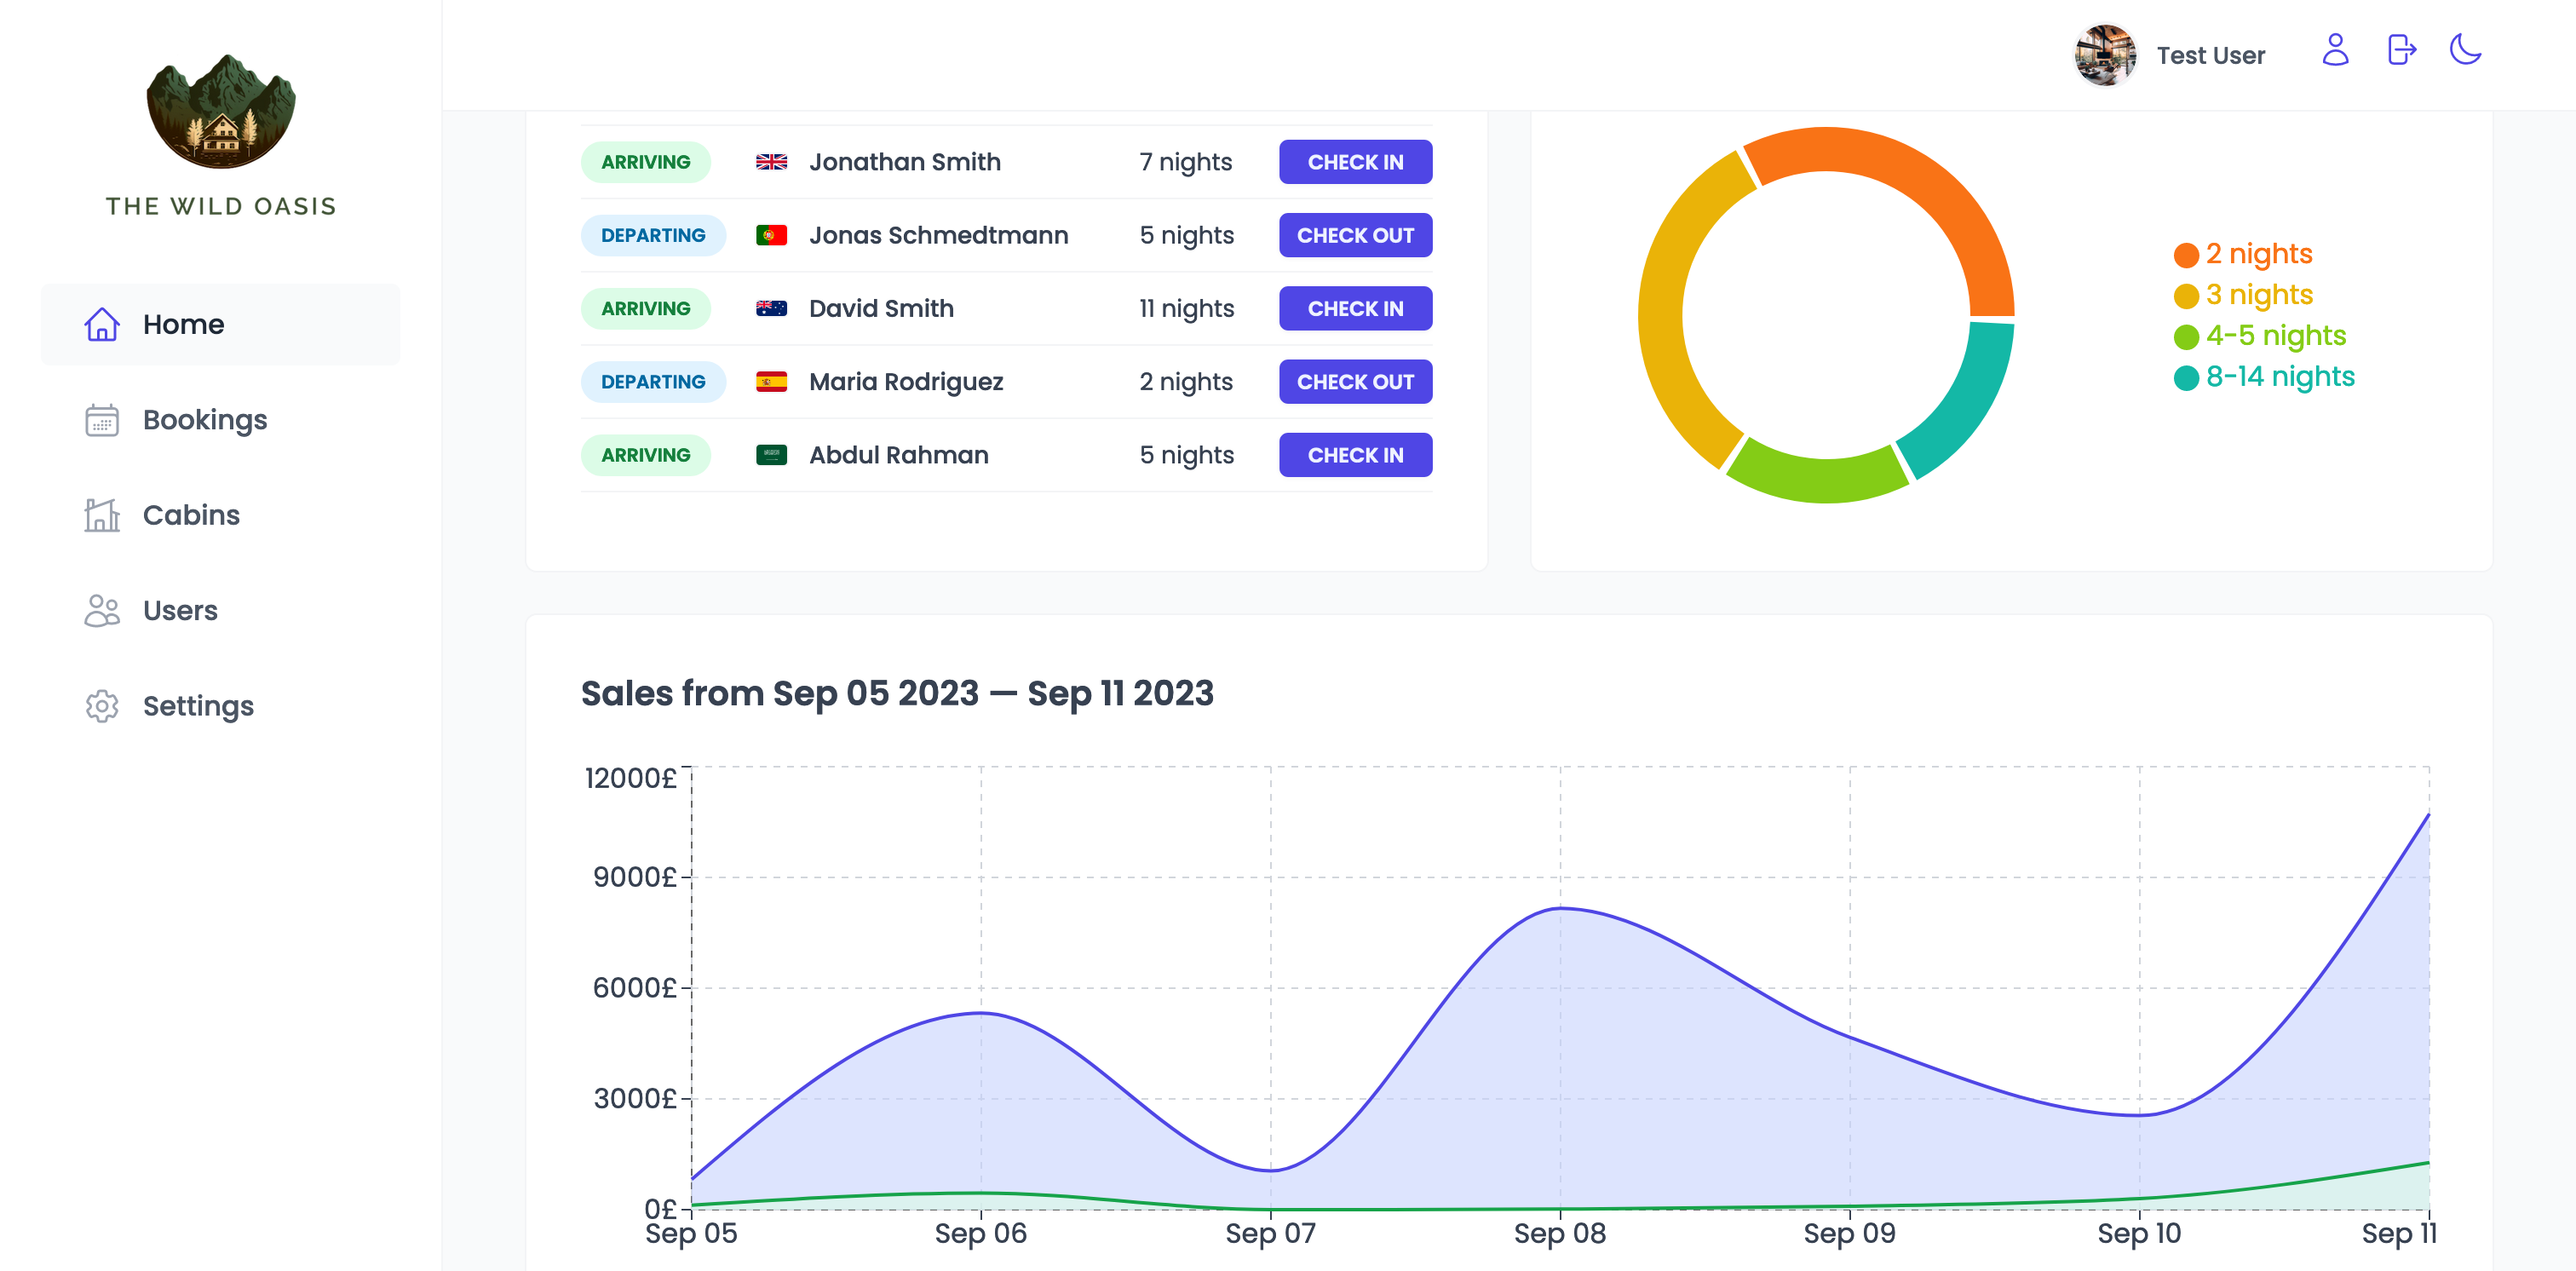 THE WILD OASIS
Home
Bookings
Cabins
Users
Settings
Test User
ARRIVING Jonathan Smith 7 nights CHECK IN
DEPARTING Jonas Schmedtmann 5 nights CHECK OUT
ARRIVING David Smith 11 nights CHECK IN
DEPARTING Maria Rodriguez 2 nights CHECK OUT
ARRIVING Abdul Rahman 5 nights CHECK IN
2 nights
3 nights
4-5 nights
8-14 nights
Sales from Sep 05 2023 — Sep 11 2023
12000£
9000£
6000£
3000£
0£
Sep 05 Sep 06 Sep 07 Sep 08 Sep 09 Sep 10 Sep 11